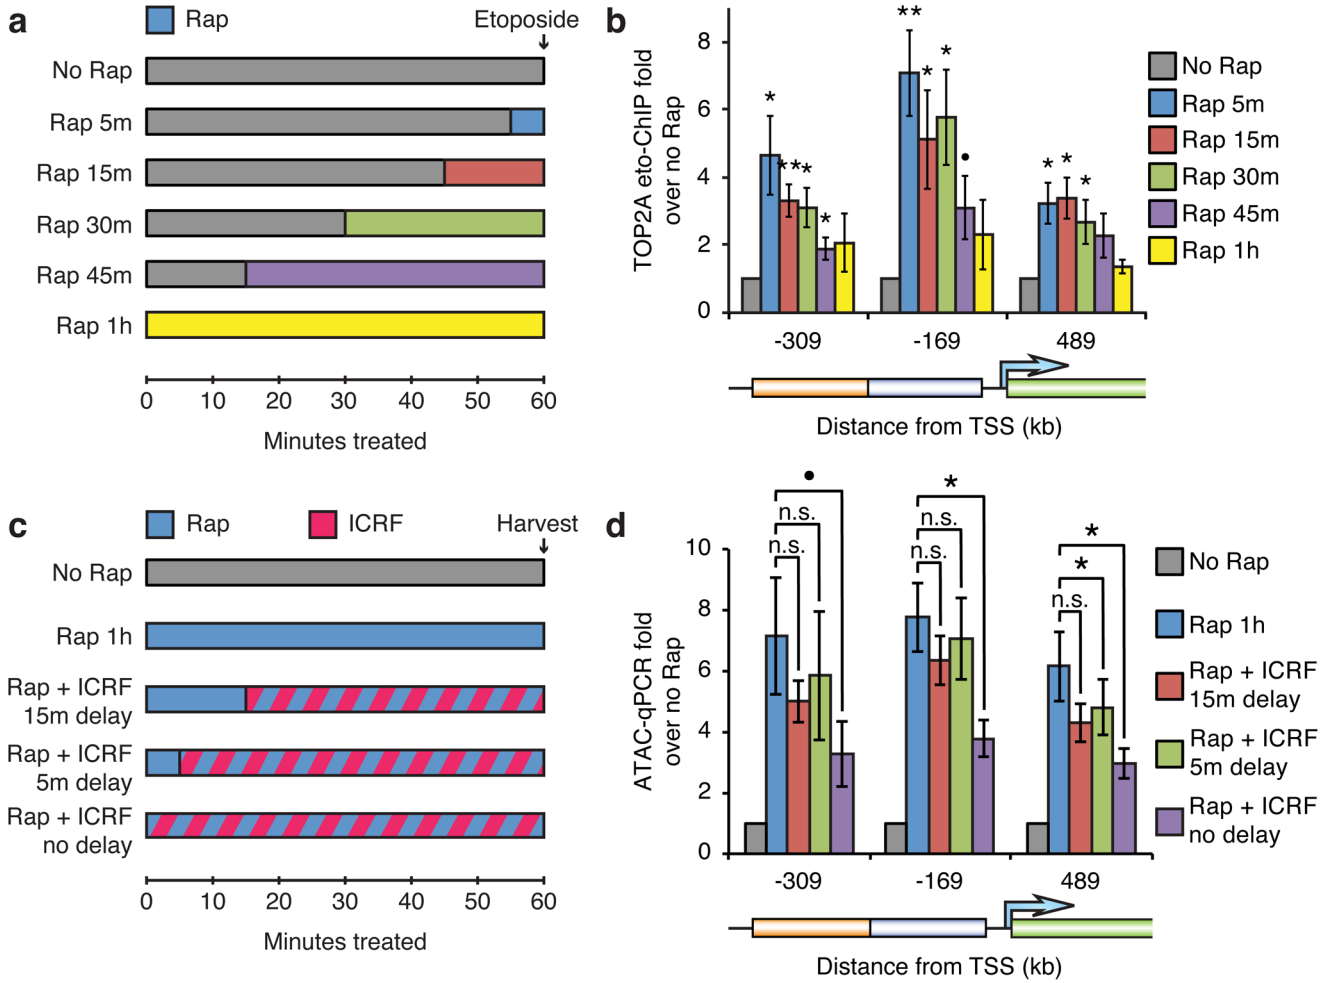 a
Rap
Etoposide
No Rap
Rap 5m
Rap 15m
Rap 30m
Rap 45m
Rap 1h
0 10 20 30 40 50 60
Minutes treated
b
TOP2A eto-ChIP fold
over no Rap
8
6
4
2
0
* ** * *
** * * •
* * *
-309 -169 489
Distance from TSS (kb)
No Rap
Rap 5m
Rap 15m
Rap 30m
Rap 45m
Rap 1h
c
Rap
ICRF
Harvest
No Rap
Rap 1h
Rap + ICRF
15m delay
Rap + ICRF
5m delay
Rap + ICRF
no delay
0 10 20 30 40 50 60
Minutes treated
d
ATAC-qPCR fold
over no Rap
10
8
6
4
2
0
•
n.s.
n.s.
*
n.s.
n.s.
*
*
n.s.
-309 -169 489
Distance from TSS (kb)
No Rap
Rap 1h
Rap + ICRF
15m delay
Rap + ICRF
5m delay
Rap + ICRF
no delay